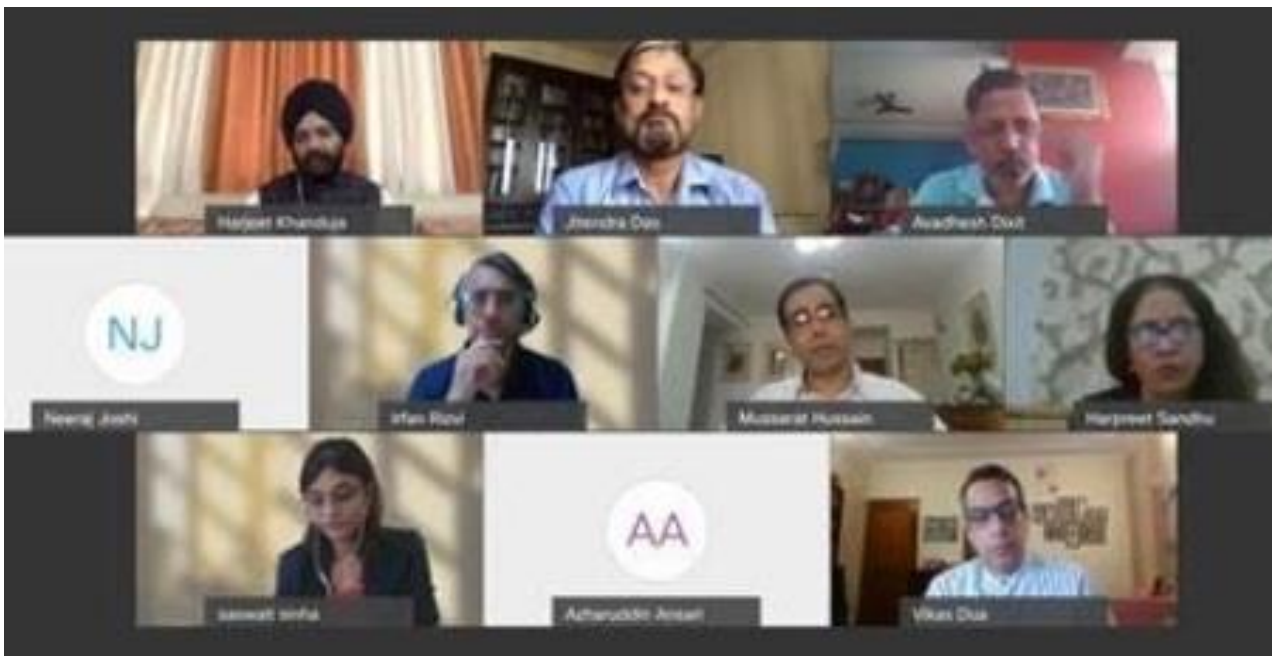 Harjeet Khanduja
Jitendra Das
Avadhesh Dixit
NJ
Neeraj Joshi
Irfan Rizvi
Mussarat Hussain
Harpreet Sandhu
saswati sinha
AA
Azharuddin Ansari
Vikas Dua